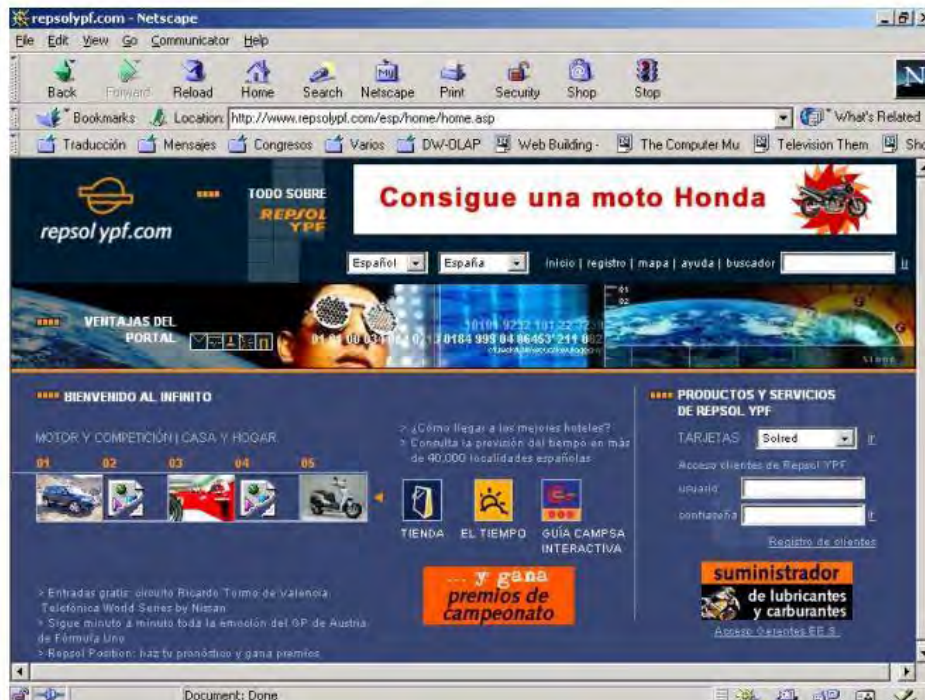 repsolypf.com - Netscape
File Edit View Go Communicator Help
Back Forward Reload Home Search Netscape Print Security Shop Stop
Bookmarks Location: http://www.repsolypf.com/esp/home/home.asp What's Related
Traducción Mensajes Congresos Varios DW-OLAP Web Building - The Computer Mu Television Them Sho
TODO SOBRE
REPSOL
YPF
repsol ypf.com
Consigue una moto Honda
Español España inicio | registro | mapa | ayuda | buscador ir
VENTAJAS DEL
PORTAL
BIENVENIDO AL INFINITO
MOTOR Y COMPETICIÓN | CASA Y HOGAR
01 02 03 04 05
> ¿Cómo llegar a los mejores hoteles?
> Consulta la previsión del tiempo en más
de 40.000 localidades españolas
TIENDA EL TIEMPO GUÍA CAMPSA
INTERACTIVA
> Entradas gratis: circuito Ricardo Tormo de Valencia
Telefónica World Series by Nissan
> Sigue minuto a minuto toda la emoción del GP de Austria
de Fórmula Uno
> Repsol Position: haz tu pronóstico y gana premios
... y gana
premios de
campeonato
PRODUCTOS Y SERVICIOS
DE REPSOL YPF
TARJETAS Solred ir
Acceso clientes de Repsol YPF
usuario
contraseña ir
Registro de clientes
suministrador
de lubricantes
y carburantes
Acceso Gerentes EE.S.
Document: Done